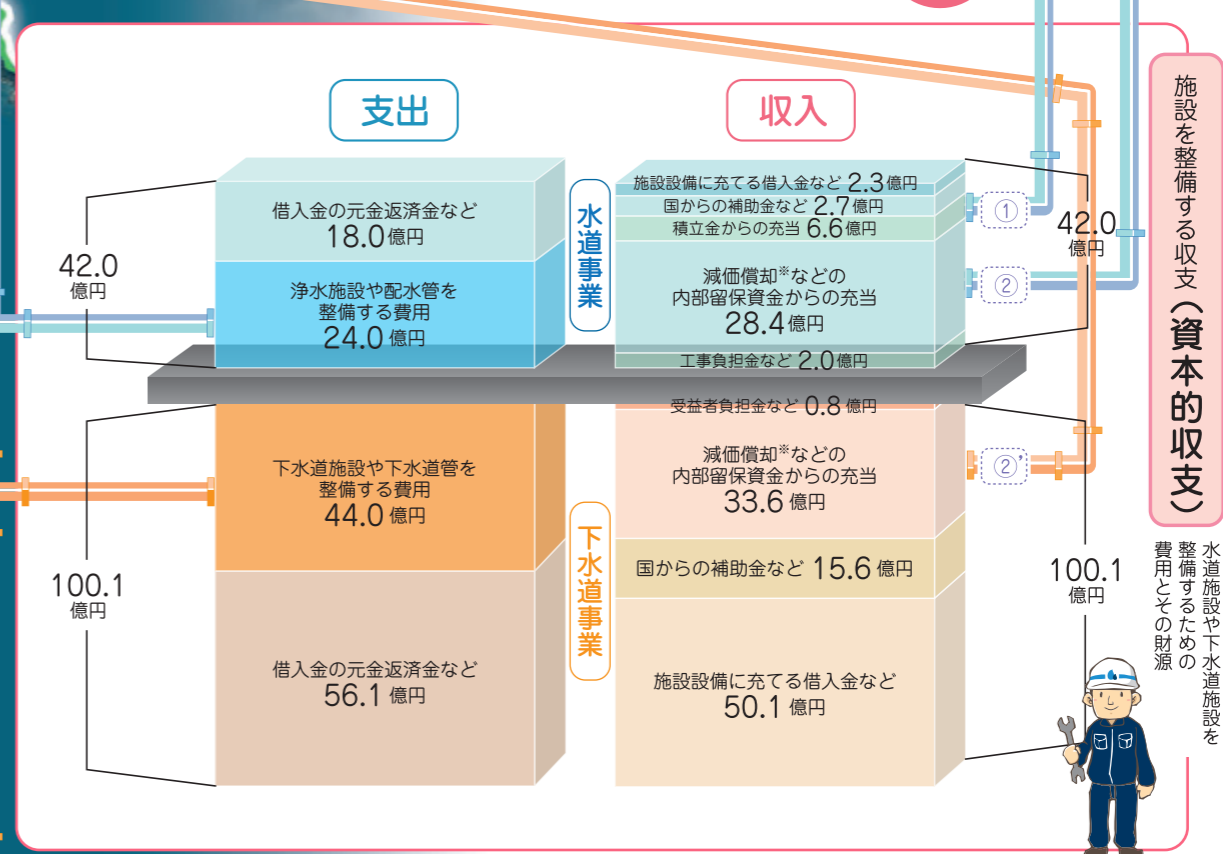 支出
収入
42.0
億円
借入金の元金返済金など
18.0億円
浄水施設や配水管を
整備する費用
24.0億円
水道事業
施設設備に充てる借入金など 2.3億円
国からの補助金など 2.7億円
積立金からの充当 6.6億円
減価償却※などの
内部留保資金からの充当
28.4億円
工事負担金など 2.0億円
①
②
42.0
億円
100.1
億円
下水道施設や下水道管を
整備する費用
44.0億円
借入金の元金返済金など
56.1億円
下水道事業
受益者負担金など 0.8億円
減価償却※などの
内部留保資金からの充当
33.6億円
国からの補助金など 15.6億円
施設設備に充てる借入金など
50.1億円
②'
100.1
億円
施設を整備する収支(資本的収支)
水道施設や下水道施設を
整備するための
費用とその財源